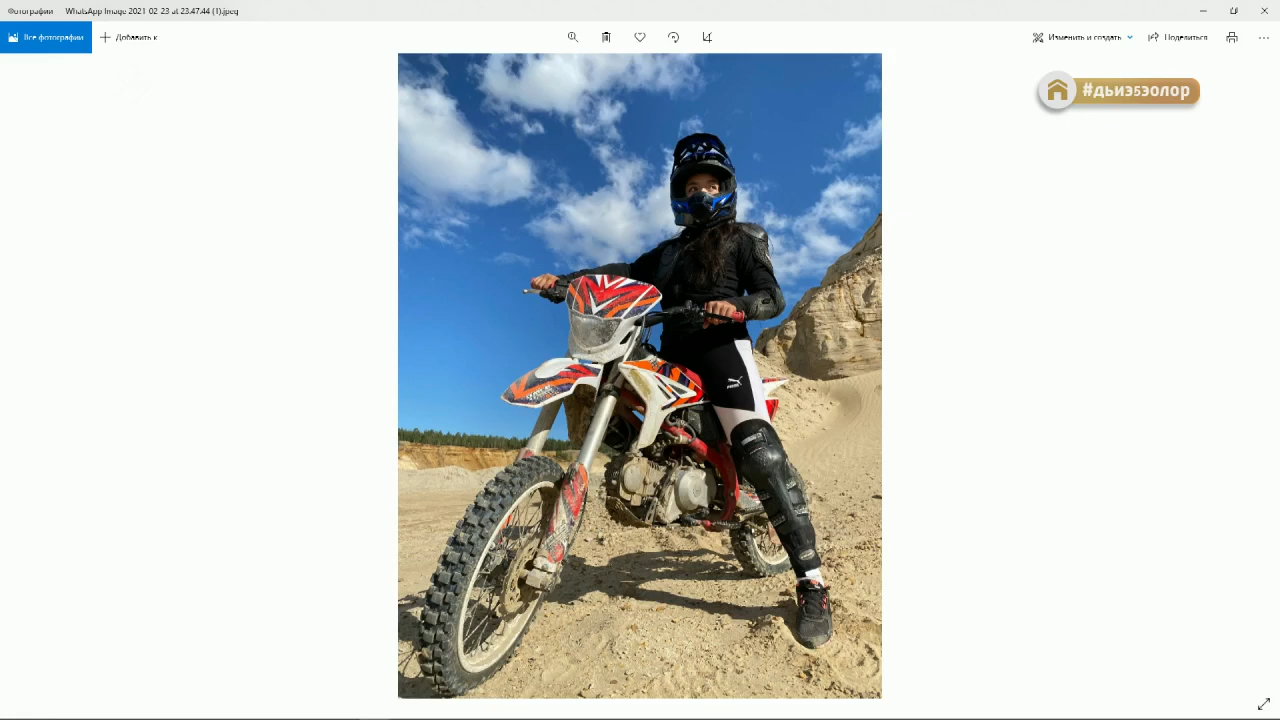 Фотографии WhatsApp Image 2021-02-23 at 23.47.44 (1).jpeg
Все фотографии Добавить к Изменить и создать Поделиться
#дьиэ5эолор
PUMA